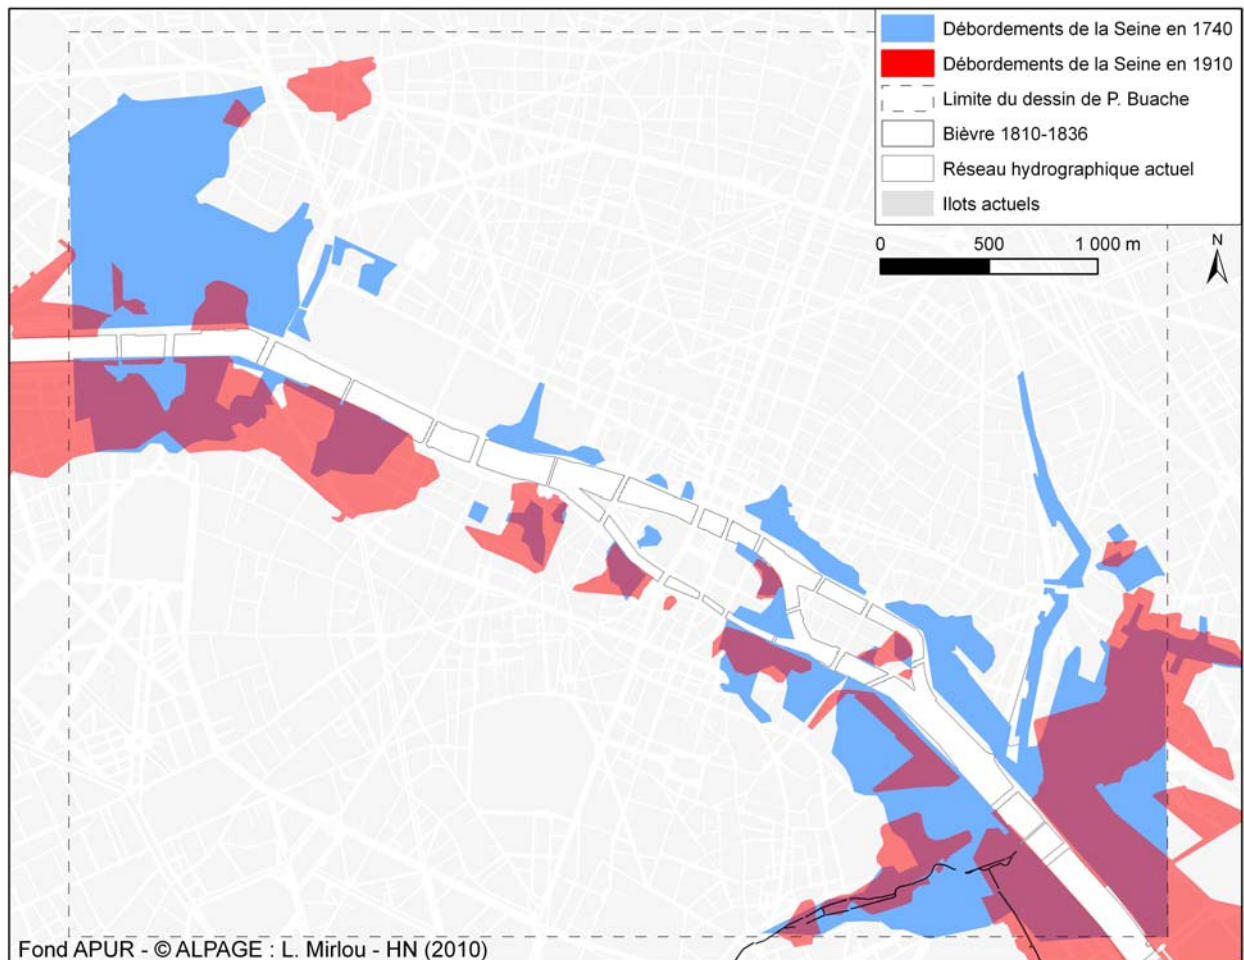 Débordements de la Seine en 1740
Débordements de la Seine en 1910
Limite du dessin de P. Buache
Bièvre 1810-1836
Réseau hydrographique actuel
Ilots actuels
0 500 1 000 m
N
Fond APUR - © ALPAGE : L. Mirlou - HN (2010)